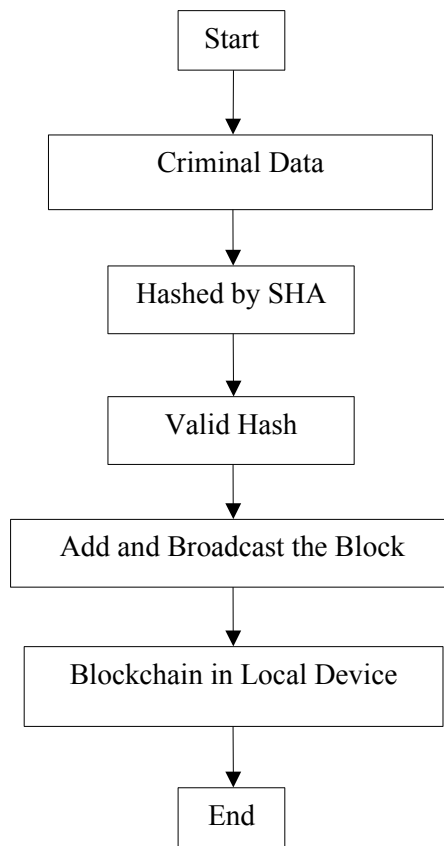 Start
Criminal Data
Hashed by SHA
Valid Hash
Add and Broadcast the Block
Blockchain in Local Device
End